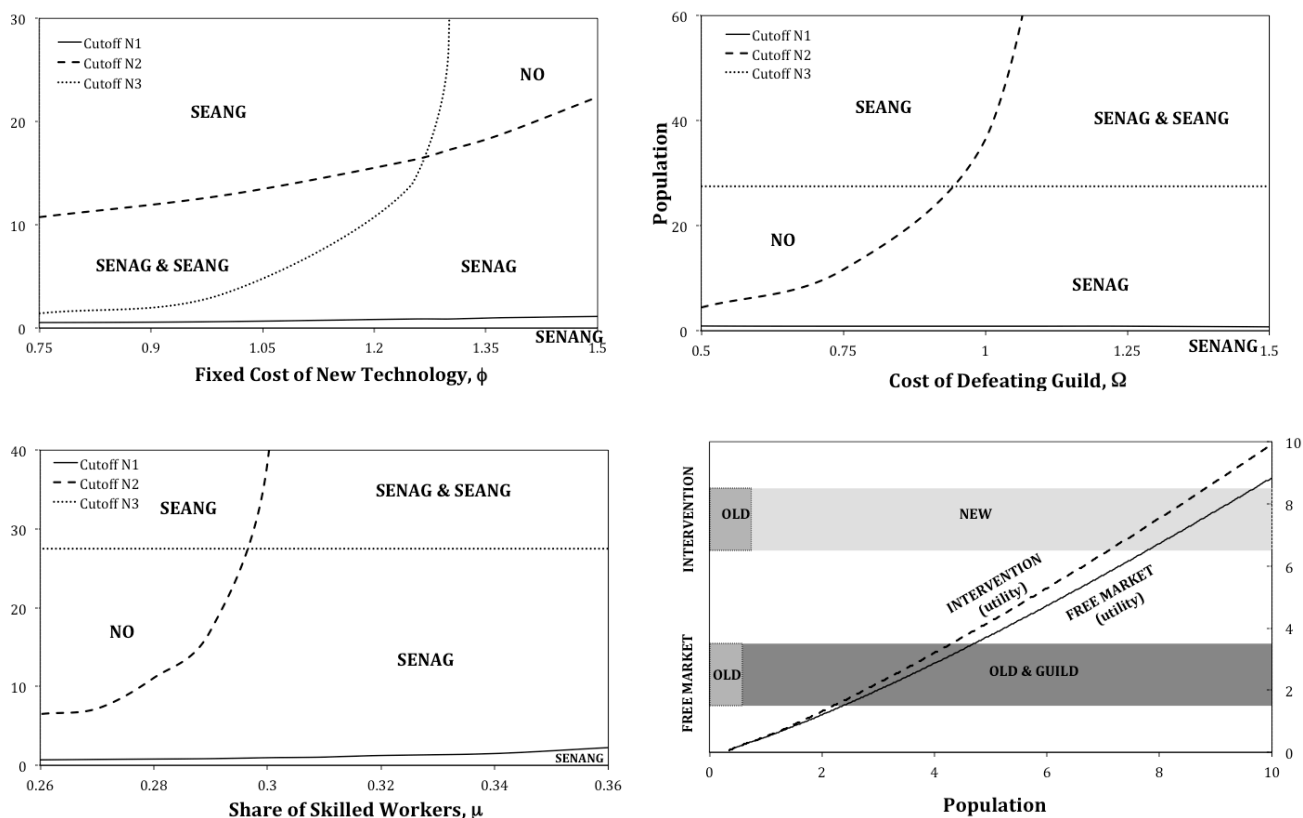 30
Cutoff N1
Cutoff N2
Cutoff N3
NO
SEANG
20
10
SENAG & SEANG
SENAG
0
SENANG
0.75 0.9 1.05 1.2 1.35 1.5
Fixed Cost of New Technology, ϕ
60
Cutoff N1
Cutoff N2
Cutoff N3
SEANG
SENAG & SEANG
40
Population
20
NO
SENAG
0
SENANG
0.5 0.75 1 1.25 1.5
Cost of Defeating Guild, Ω
40
Cutoff N1
Cutoff N2
Cutoff N3
SEANG
SENAG & SEANG
30
20
NO
SENAG
10
SENANG
0
0.26 0.28 0.3 0.32 0.34 0.36
Share of Skilled Workers, μ
10
INTERVENTION
OLD
NEW
8
6
INTERVENTION
(utility)
FREE MARKET
(utility)
4
FREE MARKET
OLD
OLD & GUILD
2
0
0 2 4 6 8 10
Population